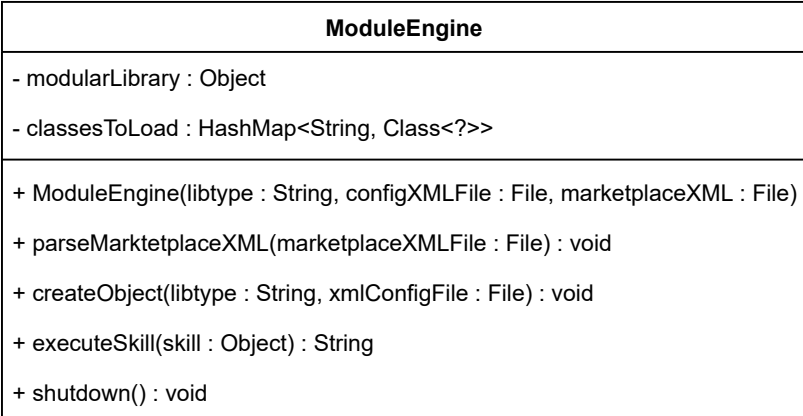 ModuleEngine
- modularLibrary : Object
- classesToLoad : HashMap<String, Class<?>>
+ ModuleEngine(libtype : String, configXMLFile : File, marketplaceXML : File)
+ parseMarktetplaceXML(marketplaceXMLFile : File) : void
+ createObject(libtype : String, xmlConfigFile : File) : void
+ executeSkill(skill : Object) : String
+ shutdown() : void